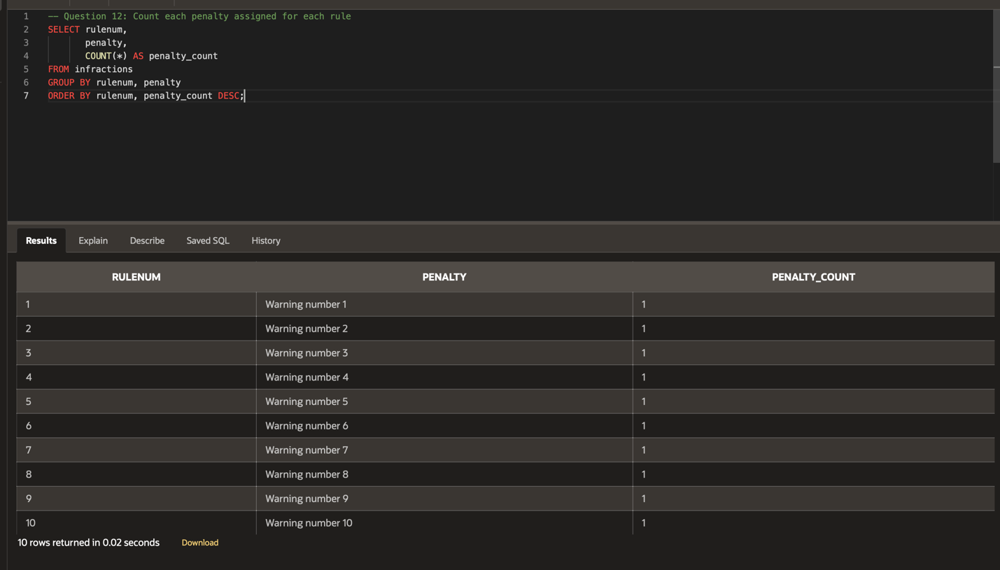 1 -- Question 12: Count each penalty assigned for each rule
2 SELECT rulenum,
3 penalty,
4 COUNT(*) AS penalty_count
5 FROM infractions
6 GROUP BY rulenum, penalty
7 ORDER BY rulenum, penalty_count DESC;
Results Explain Describe Saved SQL History
RULENUM PENALTY PENALTY_COUNT
1 Warning number 1 1
2 Warning number 2 1
3 Warning number 3 1
4 Warning number 4 1
5 Warning number 5 1
6 Warning number 6 1
7 Warning number 7 1
8 Warning number 8 1
9 Warning number 9 1
10 Warning number 10 1
10 rows returned in 0.02 seconds Download